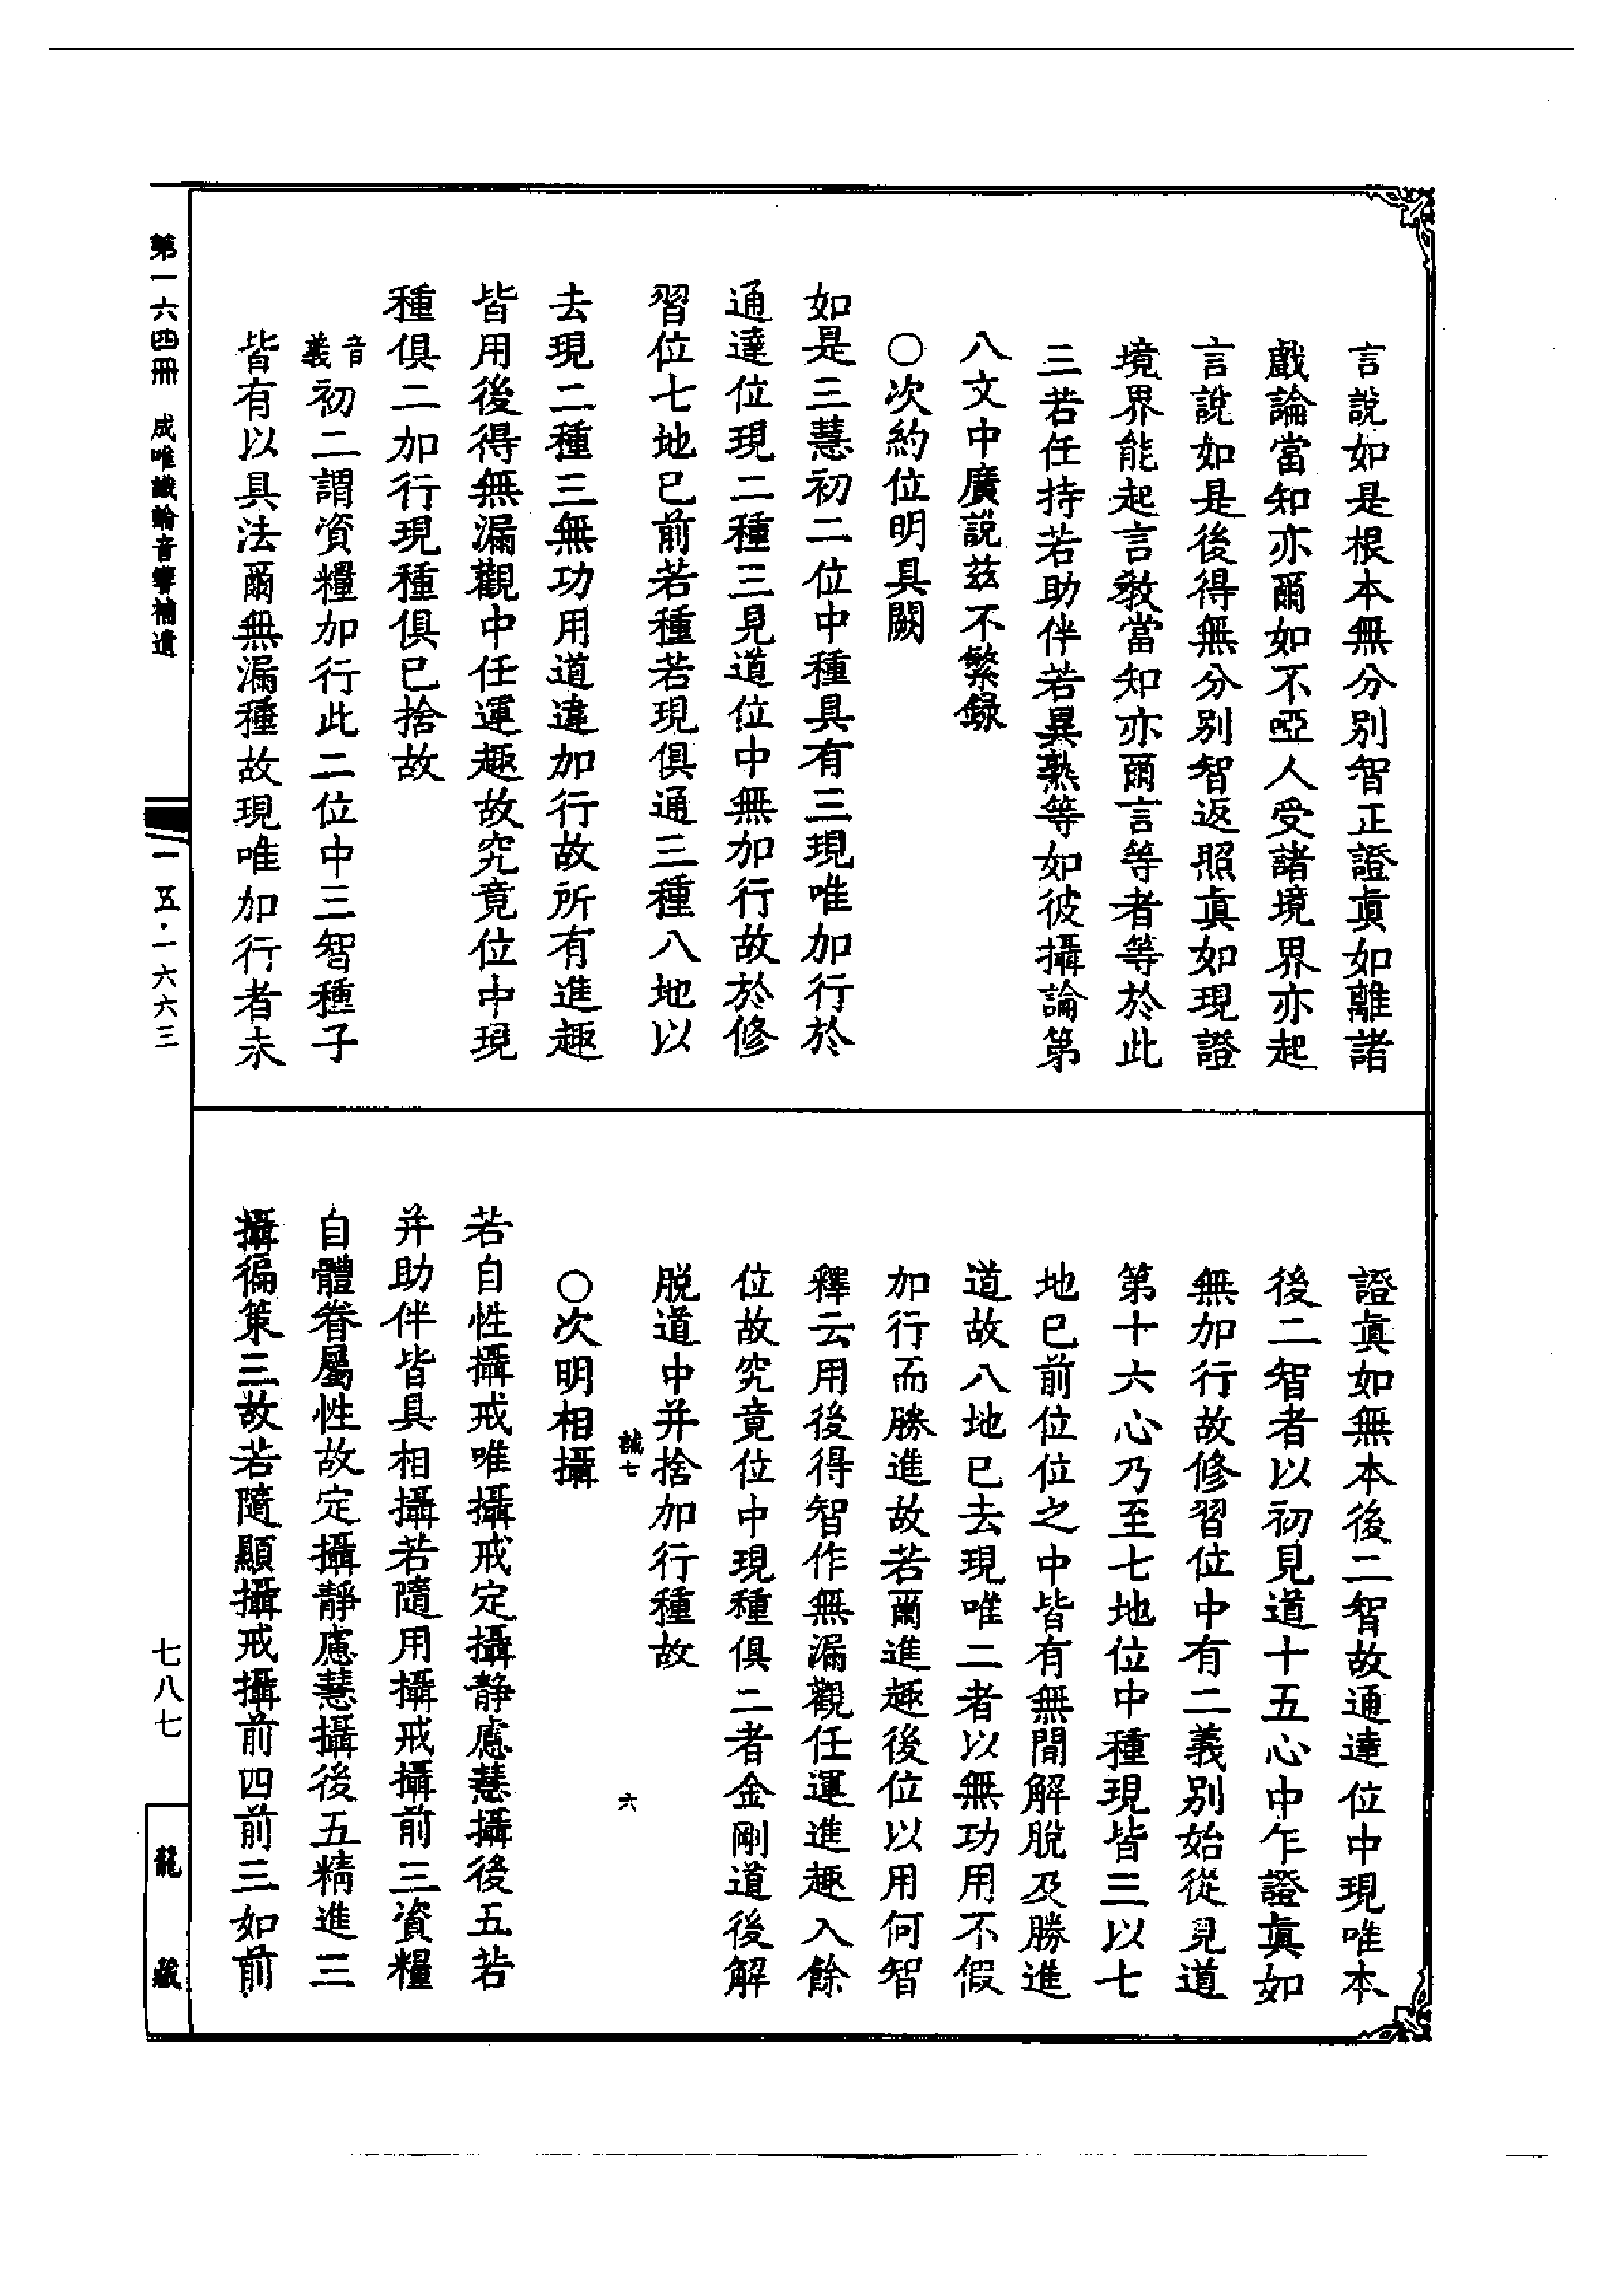 言說如是根本無分別智正證真如離諸
戲論當知亦爾如不啞人受諸境界亦起
言說如是後得無分別智返照真如現證
境界能起言教當知亦爾言等者等於此
三若任持若助伴若異熟等如彼攝論第
八文中廣說茲不繁録
○次約位明具闕
如是三慧初二位中種具有三現唯加行於
通達位現二種三見道位中無加行故於修
習位七地已前若種若現俱通三種八地以
去現二種三無功用道違加行故所有進趣
皆用後得無漏觀中任運趣故究竟位中現
種俱二加行現種俱已捨故
音義初二謂資糧加行此二位中三智種子
皆有以具法爾無漏種故現唯加行者未
證真如無本後二智故通達位中現唯本
後二智者以初見道十五心中乍證真如
無加行故修習位中有二義別始從見道
第十六心乃至七地位中種現皆三以七
地已前位位之中皆有無間解脫及勝進
道故八地已去現唯二者以無功用不假
加行而勝進故若爾進趣後位以用何智
釋云用後得智作無漏觀任運進趣入餘
位故究竟位中現種俱二者金剛道後解
脫道中并捨加行種故
誠七 六
○次明相攝
若自性攝戒唯攝戒定攝靜慮慧攝後五若
并助伴皆具相攝若隨用攝戒攝前三資糧
自體眷屬性故定攝靜慮慧攝後五精進三
攝徧策三故若隨顯攝戒攝前四前三如前
第一六四冊 成唯識論音響補遺
一五·一六六三
七八七
龍藏